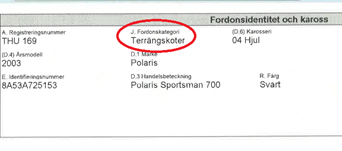 Fordonsidentitet och kaross
A. Registreringsnummer J. Fordonskategori (D.6) Karosseri
THU 169 Terrängskoter 04 Hjul
(D.4) Årsmodell D.1 Märke
2003 Polaris
E. Identifieringsnummer D.3 Handelsbeteckning R. Färg
8A53A725153 Polaris Sportsman 700 Svart